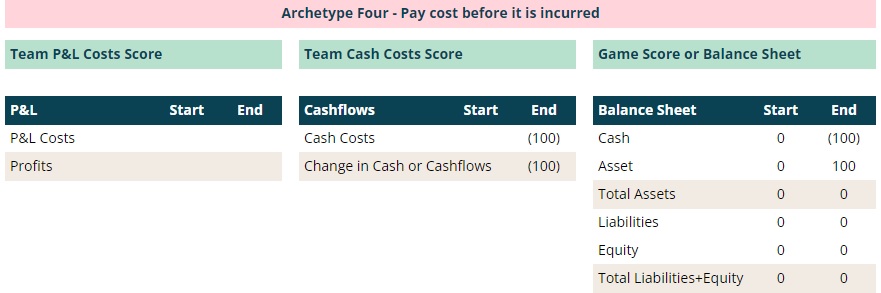 Archetype Four - Pay cost before it is incurred
Team P&L Costs Score
Team Cash Costs Score
Game Score or Balance Sheet
P&L Start End
P&L Costs
Profits
Cashflows Start End
Cash Costs (100)
Change in Cash or Cashflows (100)
Balance Sheet Start End
Cash 0 (100)
Asset 0 100
Total Assets 0 0
Liabilities 0 0
Equity 0 0
Total Liabilities+Equity 0 0